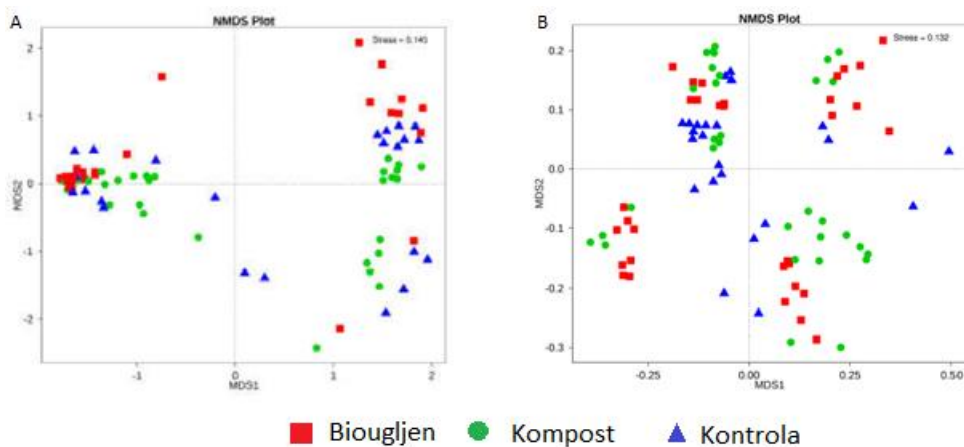 A
NMDS Plot
Stress = 0.145
2
1
0
-1
-2
MDS2
-1
0
1
2
MDS1
B
NMDS Plot
Stress = 0.132
0.2
0.1
0.0
-0.1
-0.2
-0.3
MDS2
-0.25
0.00
0.25
0.50
MDS1
Biougljen
Kompost
Kontrola